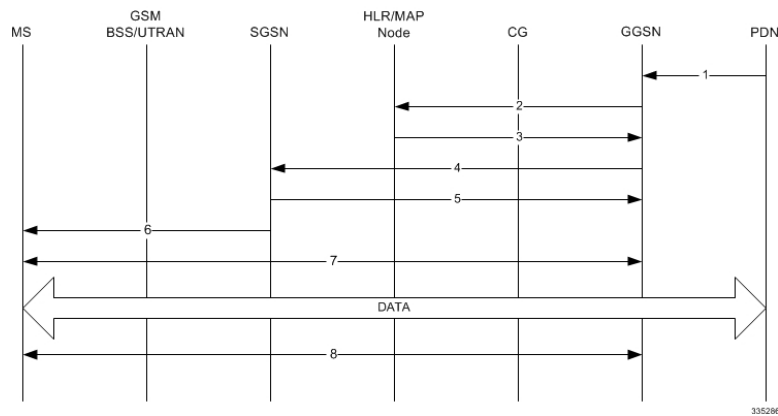 GSM
HLR/MAP
MS BSS/UTRAN SGSN Node CG GGSN PDN
1
2
3
4
5
6
7
DATA
8
335286